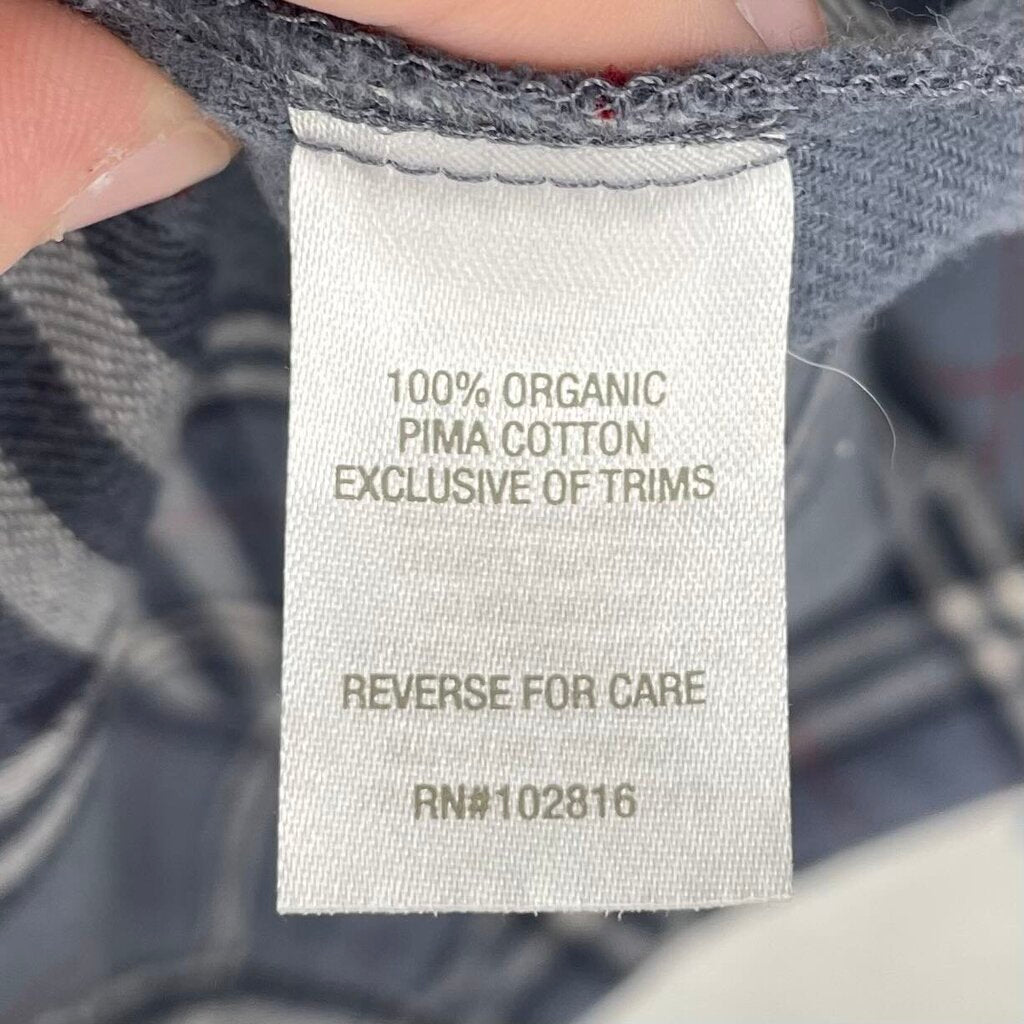 100% ORGANIC
PIMA COTTON
EXCLUSIVE OF TRIMS
REVERSE FOR CARE
RN#102816